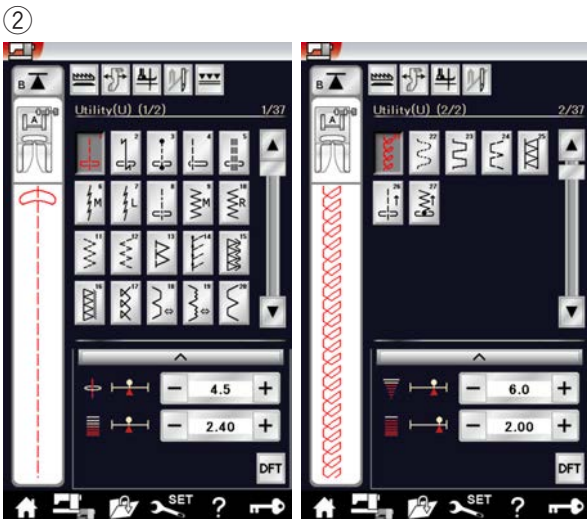 ②
B
A
Utility(U) (1/2) 1/37
1 2 3 4 5
6 M 7 L 8 9 M 10 R
11 12 13 14 15
16 17 18 19 20
4.5
2.40
DFT
SET ?
B
A
Utility(U) (2/2) 2/37
22 23 24 25
26 27
6.0
2.00
DFT
SET ?